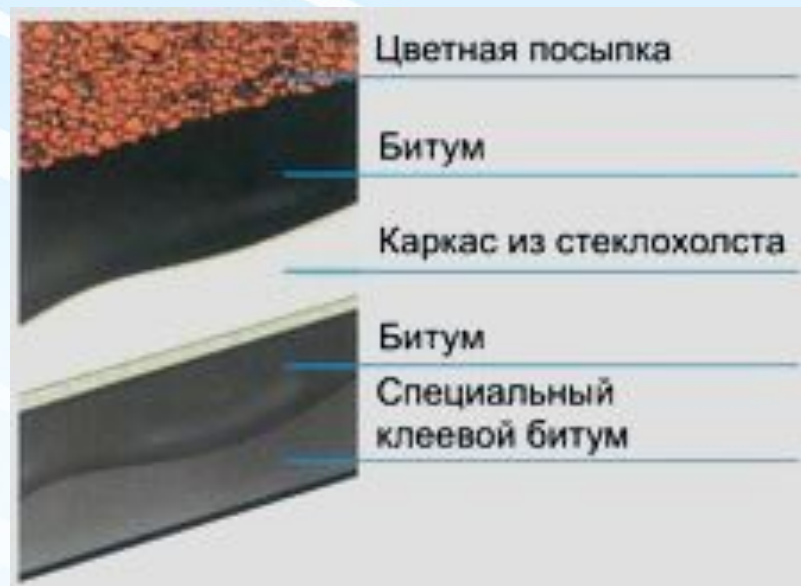 Цветная посыпка
Битум
Каркас из стеклохолста
Битум
Специальный
клеевой битум